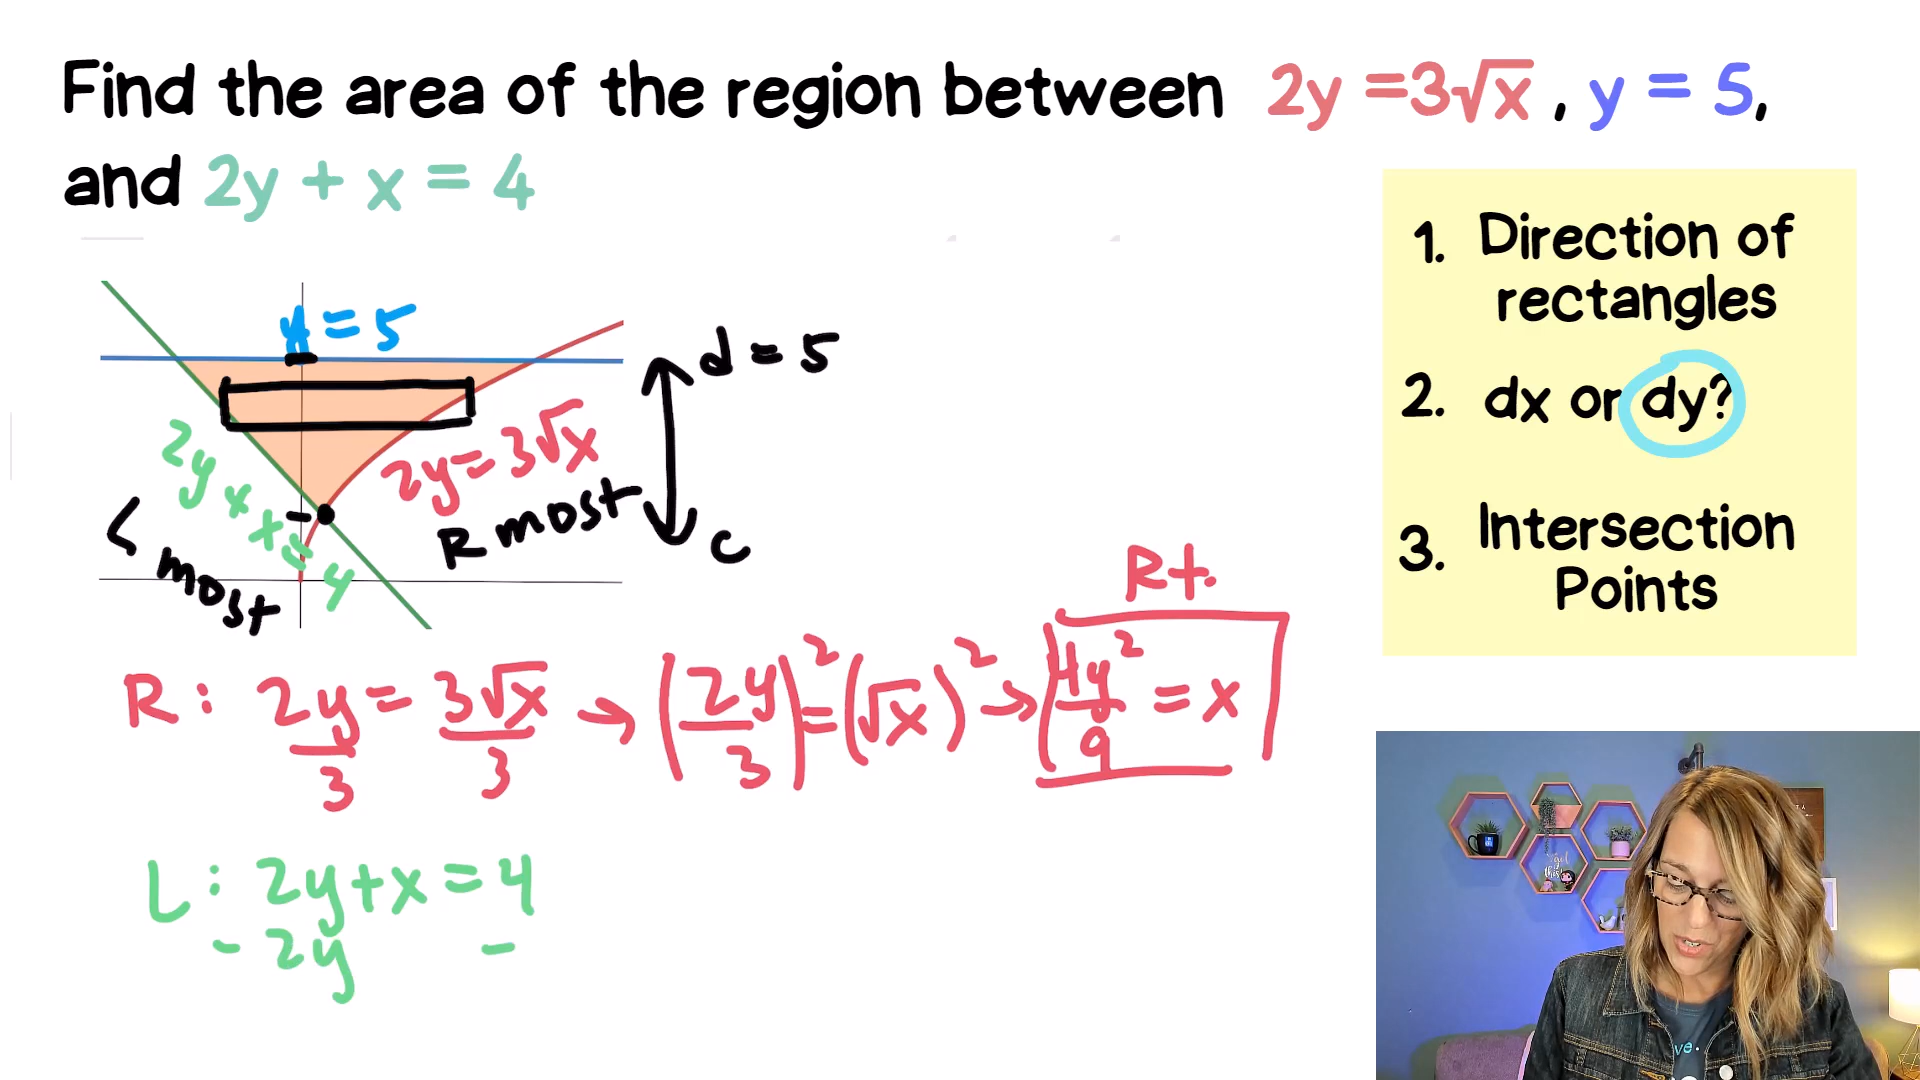 Find the area of the region between 2y =3√x , y = 5,
and 2y + x = 4
1. Direction of
rectangles
2. dx or dy?
3. Intersection
Points
y = 5
d = 5
2y=3√x
R most
c
2y x x = 4
L most
Rt.
R: 2y/3 = 3√x/3 → (2y/3)² = (√x)² → 4y²/9 = x
L: 2y+x=4
- 2y -